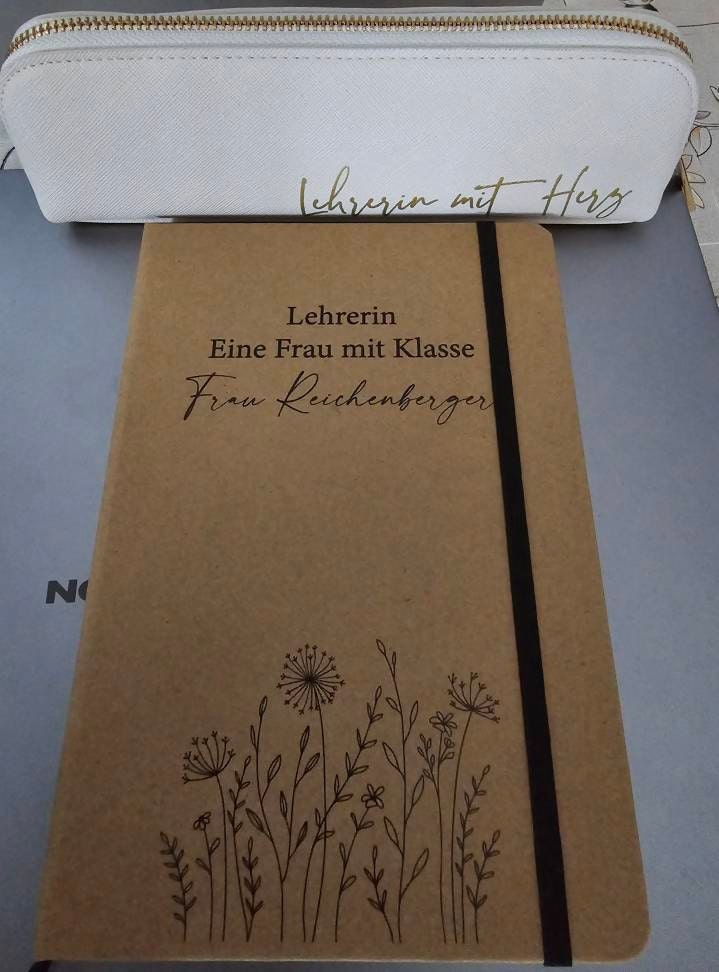 Lehrerin mit Herz
Lehrerin
Eine Frau mit Klasse
Frau Reichenberger